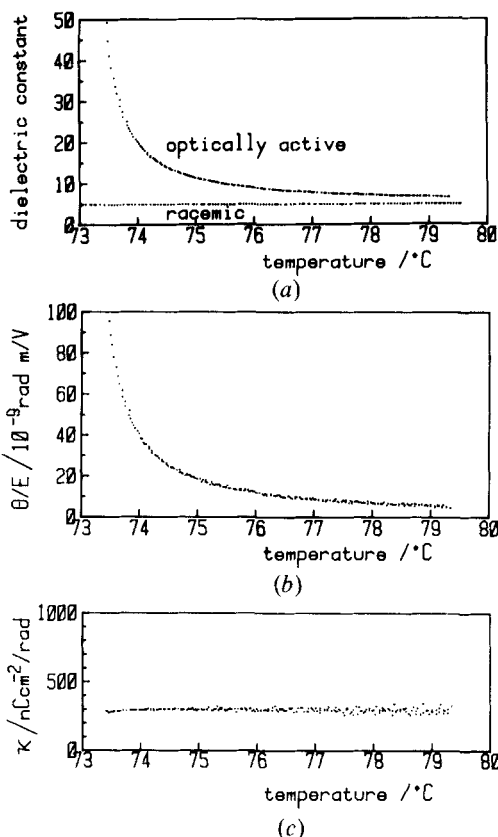 50
40
30
20
10
0
dielectric constant
optically active
racemic
73 74 75 76 77 78 79 80
temperature /°C
(a)
100
80
60
40
20
0
θ/E /10⁻⁹rad m/V
73 74 75 76 77 78 79 80
temperature /°C
(b)
1000
500
0
κ/nCcm⁻²/rad
73 74 75 76 77 78 79 80
temperature /°C
(c)